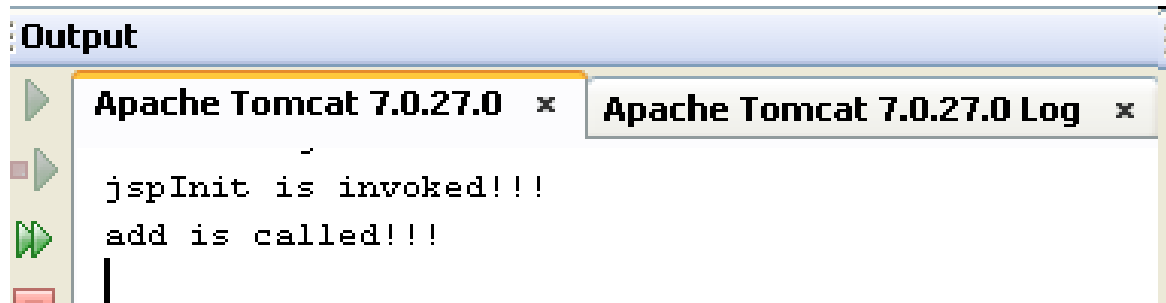 Output
Apache Tomcat 7.0.27.0 × Apache Tomcat 7.0.27.0 Log ×
jspInit is invoked!!!
add is called!!!